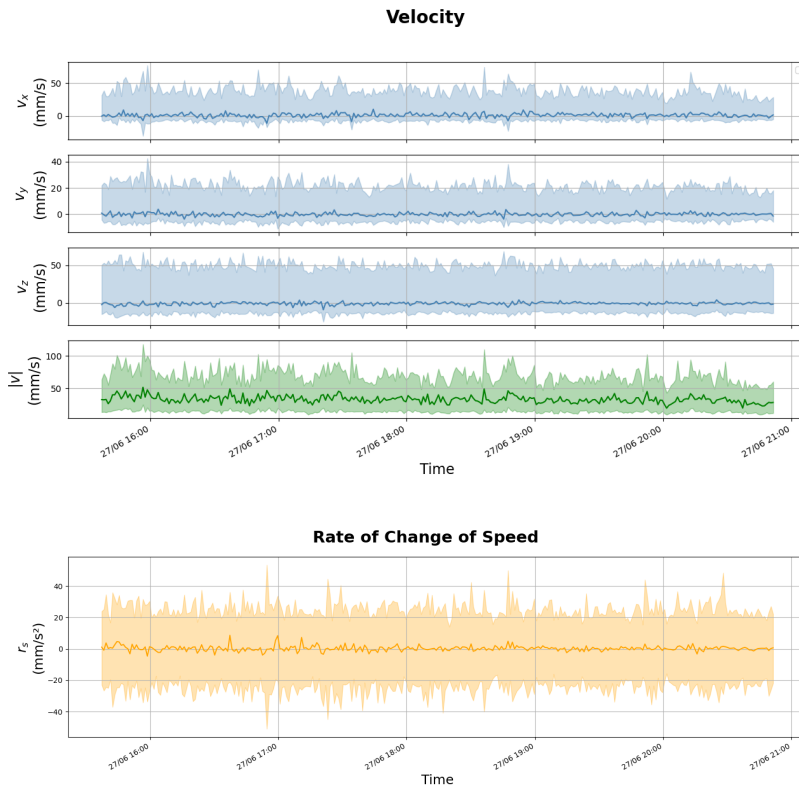 Velocity
50
0
vx
(mm/s)
40
20
0
vy
(mm/s)
50
0
vz
(mm/s)
100
50
|v|
(mm/s)
27/06 16:00
27/06 17:00
27/06 18:00
27/06 19:00
27/06 20:00
27/06 21:00
Time
Rate of Change of Speed
40
20
0
−20
−40
rs
(mm/s²)
27/06 16:00
27/06 17:00
27/06 18:00
27/06 19:00
27/06 20:00
27/06 21:00
Time